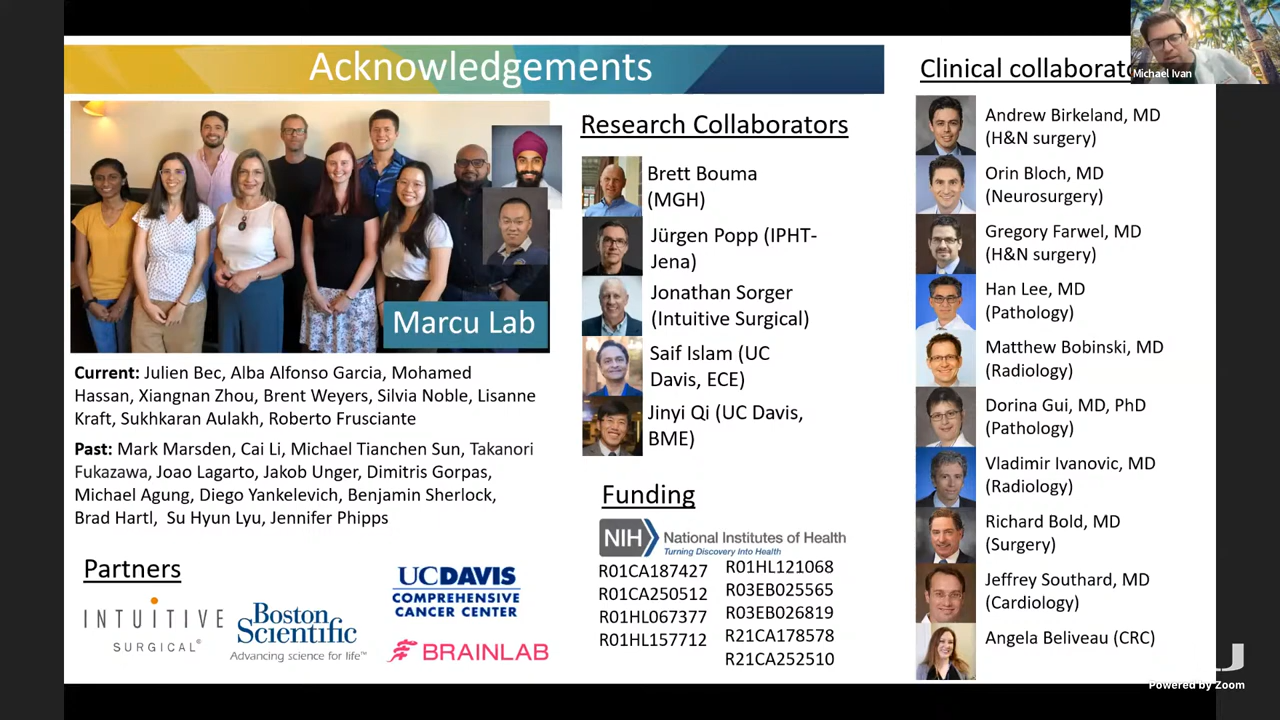 Acknowledgements
Marcu Lab
Current: Julien Bec, Alba Alfonso Garcia, Mohamed
Hassan, Xiangnan Zhou, Brent Weyers, Silvia Noble, Lisanne
Kraft, Sukhkaran Aulakh, Roberto Frusciante
Past: Mark Marsden, Cai Li, Michael Tianchen Sun, Takanori
Fukazawa, Joao Lagarto, Jakob Unger, Dimitris Gorpas,
Michael Agung, Diego Yankelevich, Benjamin Sherlock,
Brad Hartl, Su Hyun Lyu, Jennifer Phipps
Partners
INTUITIVE
SURGICAL®
Boston
Scientific
Advancing science for life™
UCDAVIS
COMPREHENSIVE
CANCER CENTER
BRAINLAB
Research Collaborators
Brett Bouma
(MGH)
Jürgen Popp (IPHT-
Jena)
Jonathan Sorger
(Intuitive Surgical)
Saif Islam (UC
Davis, ECE)
Jinyi Qi (UC Davis,
BME)
Funding
NIH National Institutes of Health
Turning Discovery Into Health
R01CA187427
R01CA250512
R01HL067377
R01HL157712
R01HL121068
R03EB025565
R03EB026819
R21CA178578
R21CA252510
Clinical collaborat
Michael Ivan
Andrew Birkeland, MD
(H&N surgery)
Orin Bloch, MD
(Neurosurgery)
Gregory Farwel, MD
(H&N surgery)
Han Lee, MD
(Pathology)
Matthew Bobinski, MD
(Radiology)
Dorina Gui, MD, PhD
(Pathology)
Vladimir Ivanovic, MD
(Radiology)
Richard Bold, MD
(Surgery)
Jeffrey Southard, MD
(Cardiology)
Angela Beliveau (CRC)
Powered by Zoom